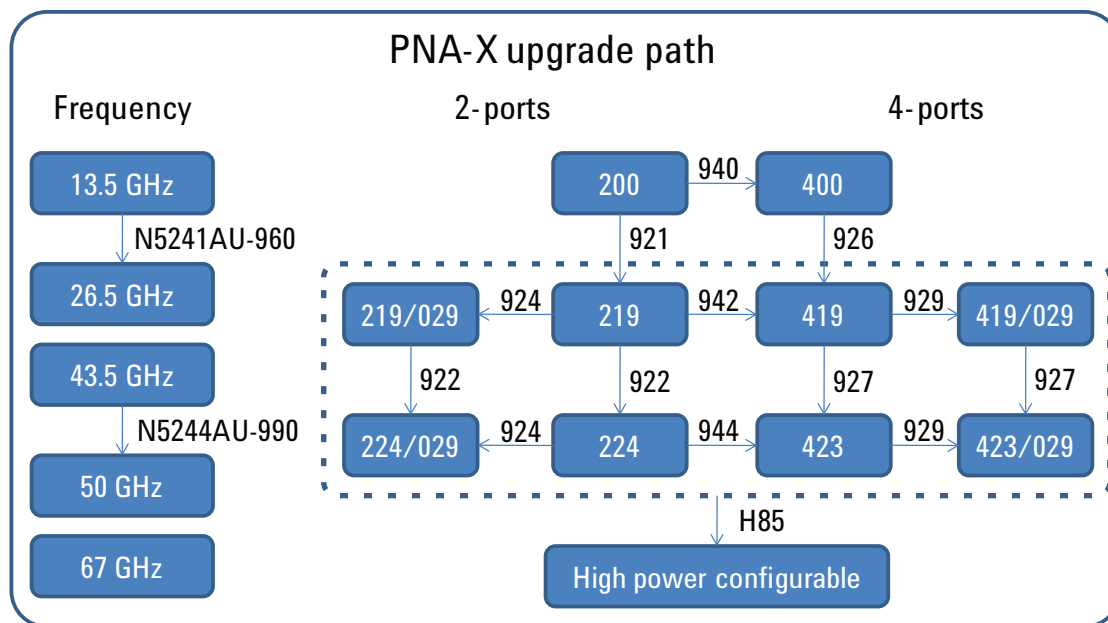 PNA-X upgrade path
Frequency 2-ports 4-ports
13.5 GHz 200 940 400
N5241AU-960 921 926
26.5 GHz 219/029 924 219 942 419 929 419/029
43.5 GHz 922 922 927 927
N5244AU-990
50 GHz 224/029 924 224 944 423 929 423/029
H85
67 GHz High power configurable